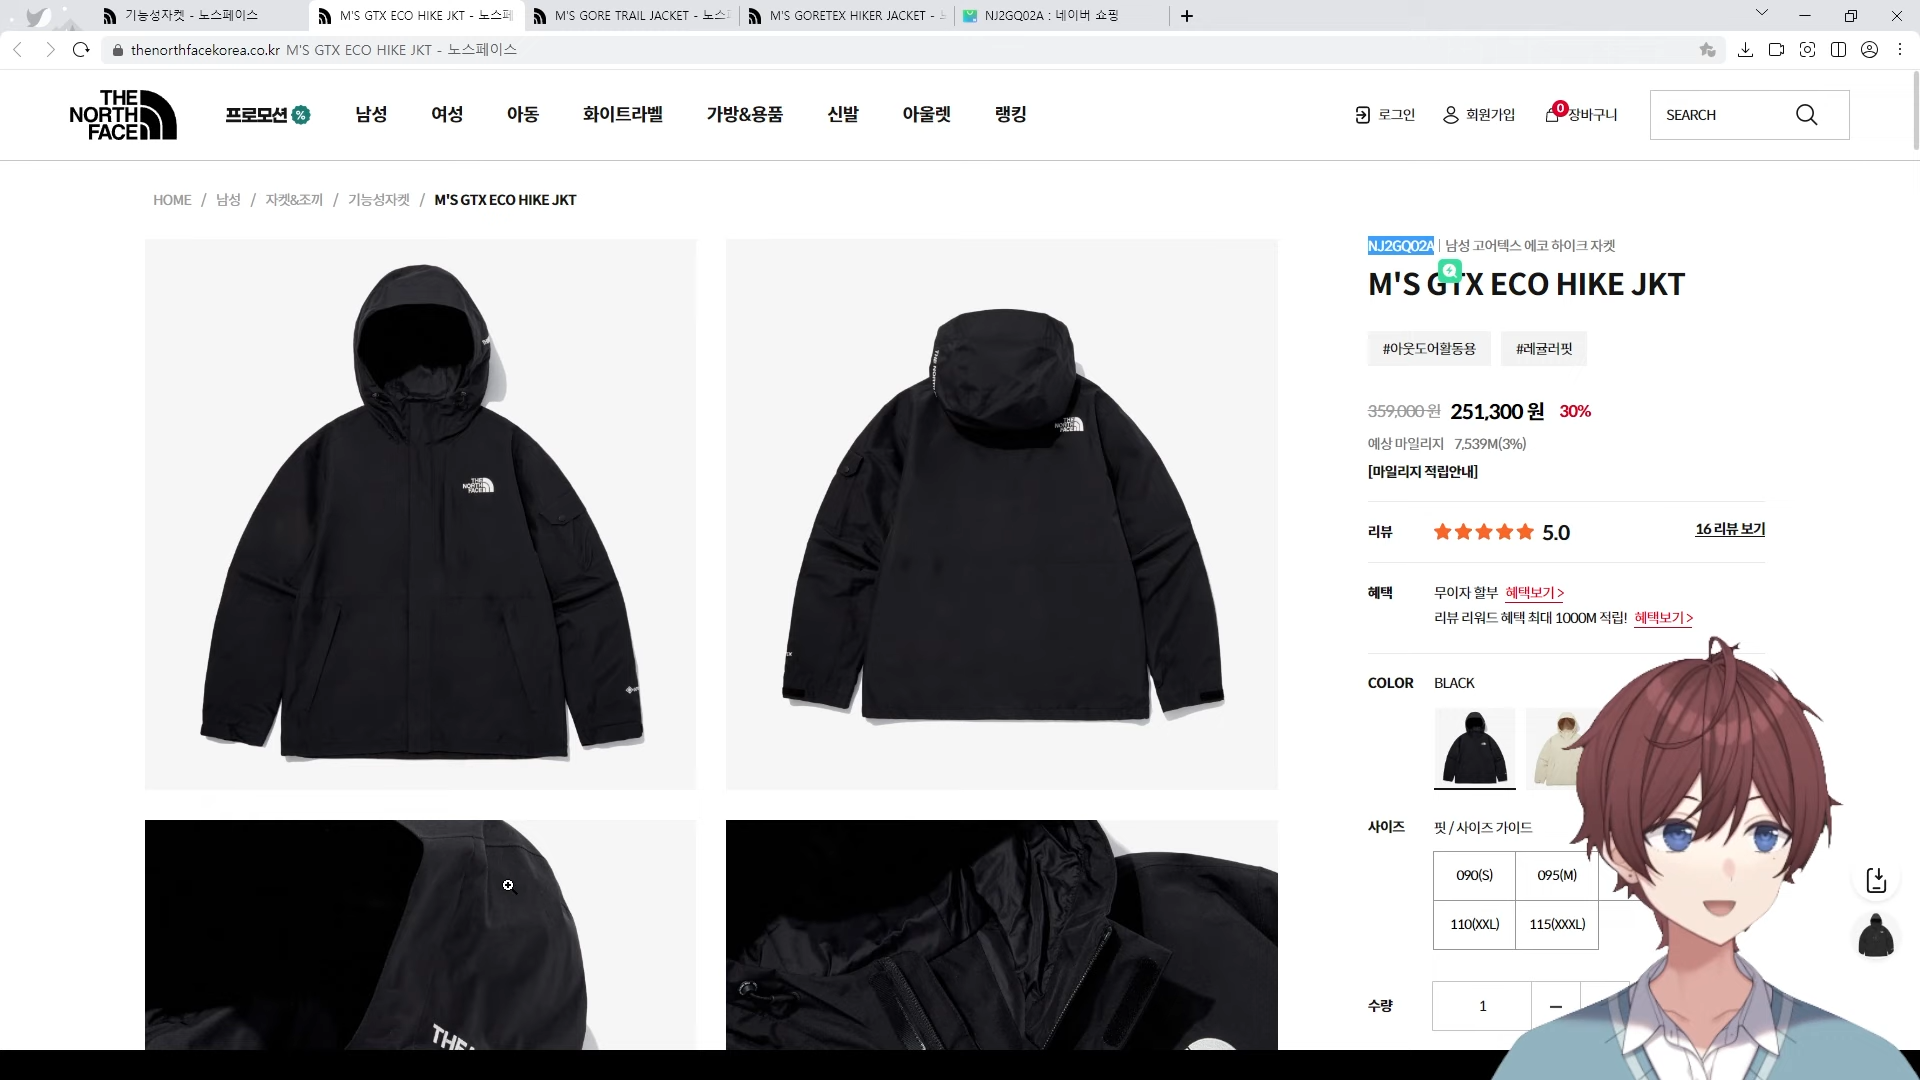 기능성자켓 - 노스페이스
M'S GTX ECO HIKE JKT - 노스페
M'S GORE TRAIL JACKET - 노스
M'S GORETEX HIKER JACKET -
NJ2GQ02A : 네이버 쇼핑
thenorthfacekorea.co.kr M'S GTX ECO HIKE JKT - 노스페이스
THE
NORTH
FACE
프로모션 %
남성
여성
아동
화이트라벨
가방&용품
신발
아울렛
랭킹
로그인
회원가입
0
장바구니
SEARCH
HOME / 남성 / 자켓&조끼 / 기능성자켓 / M'S GTX ECO HIKE JKT
NJ2GQ02A | 남성 고어텍스 에코 하이크 자켓
M'S GTX ECO HIKE JKT
#아웃도어활동용
#레귤러핏
359,000 원 251,300 원 30%
예상 마일리지 7,539M(3%)
[마일리지 적립안내]
리뷰 5.0 16 리뷰 보기
혜택 무이자 할부 혜택보기 >
리뷰 리워드 혜택 최대 1000M 적립! 혜택보기 >
COLOR BLACK
사이즈 핏 / 사이즈 가이드
090(S) 095(M)
110(XXL) 115(XXXL)
수량 1 –
THE
NORTH
FACE
THE
NORTH
FACE
THE